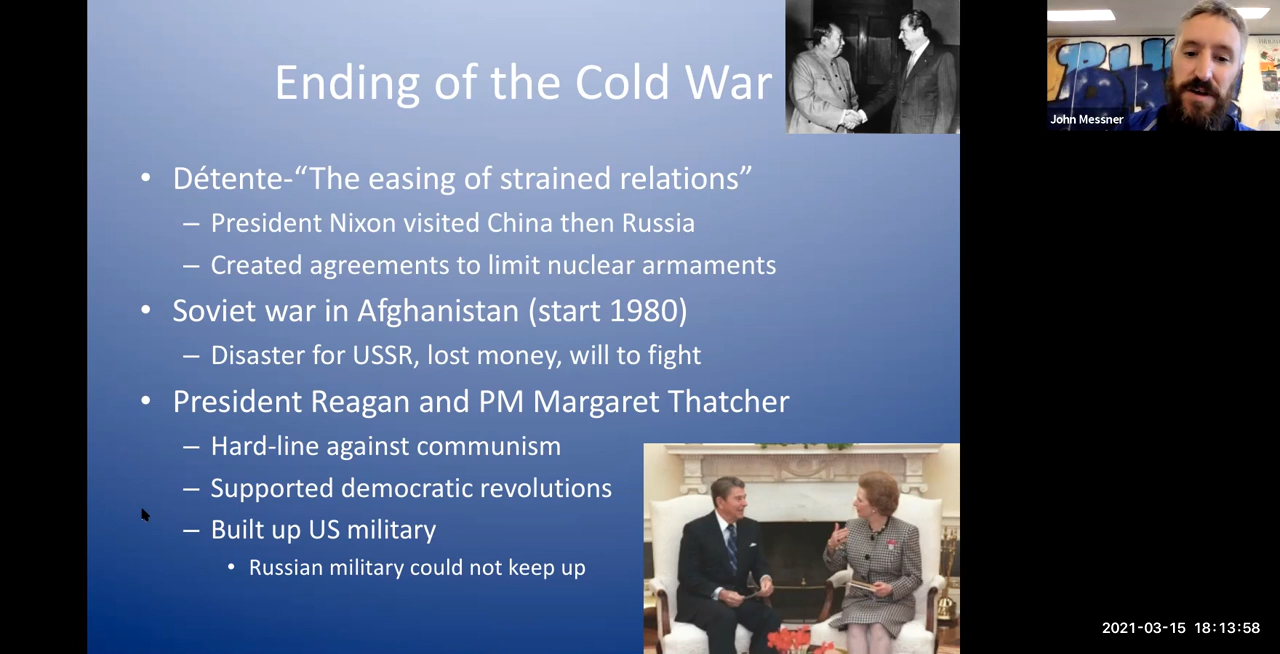 Ending of the Cold War
• Détente-“The easing of strained relations”
– President Nixon visited China then Russia
– Created agreements to limit nuclear armaments
• Soviet war in Afghanistan (start 1980)
– Disaster for USSR, lost money, will to fight
• President Reagan and PM Margaret Thatcher
– Hard-line against communism
– Supported democratic revolutions
– Built up US military
• Russian military could not keep up
John Messner
2021-03-15 18:13:58